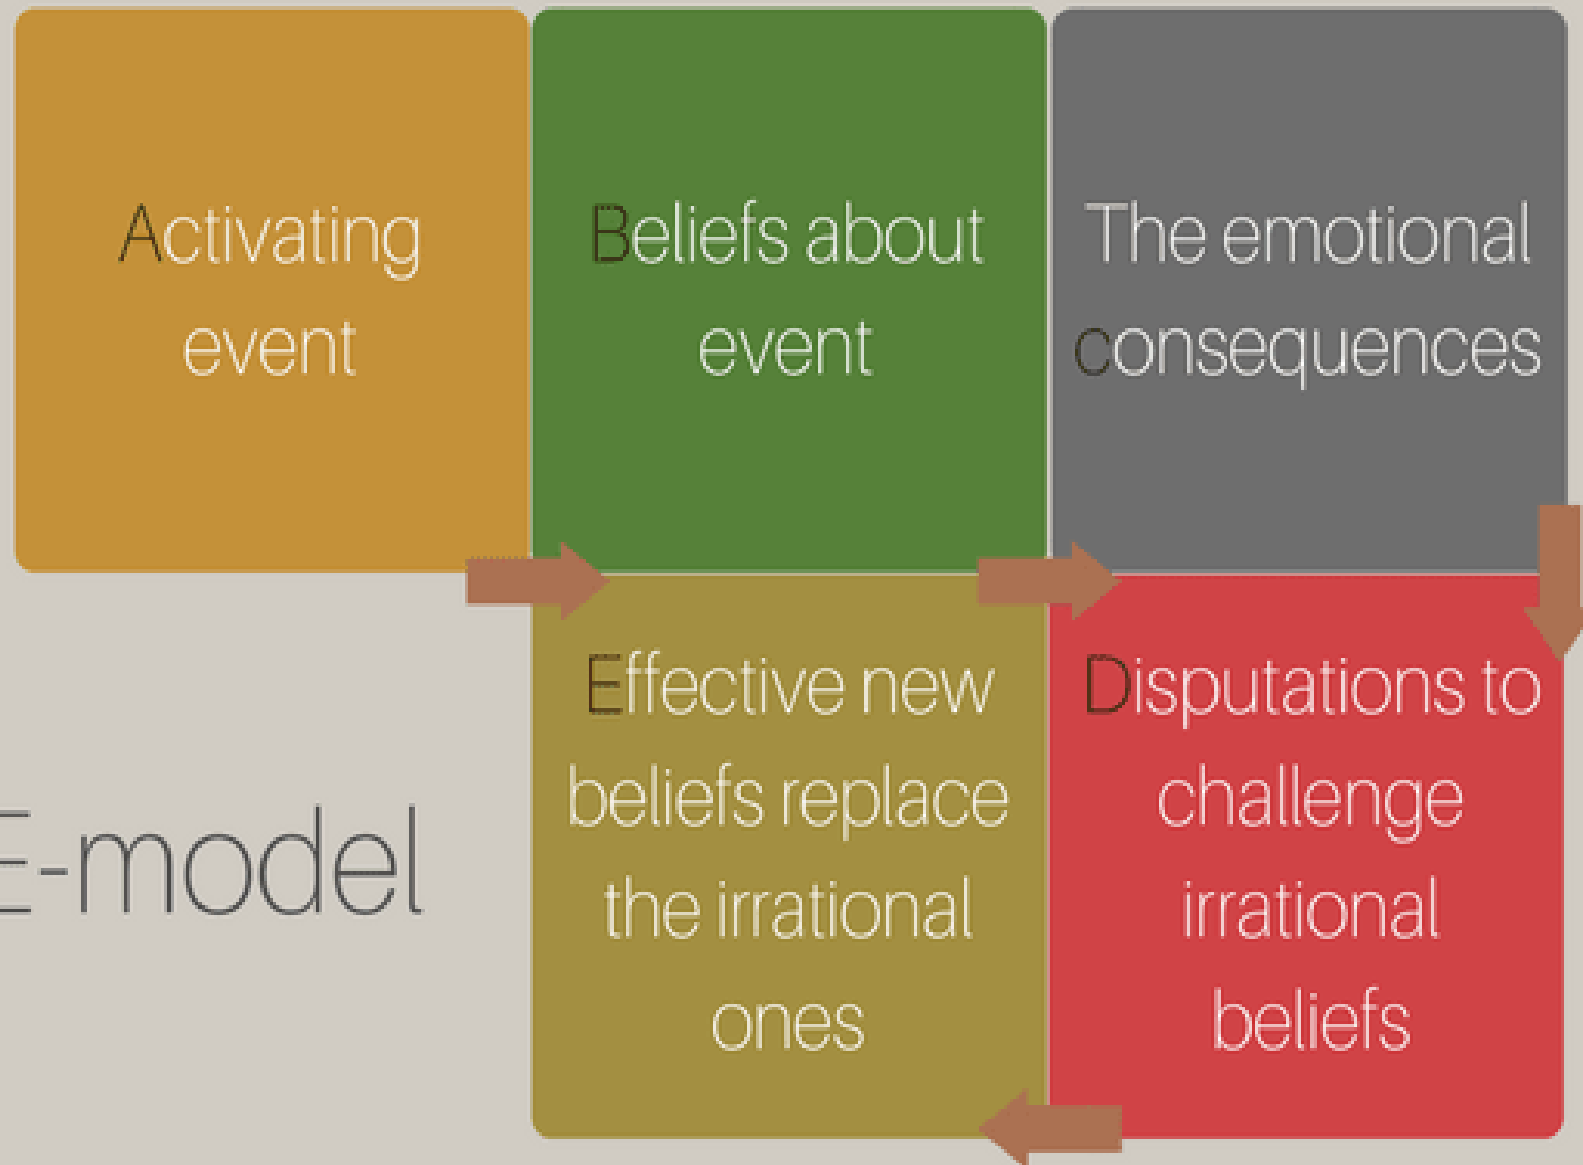 Activating
event
Beliefs about
event
The emotional
consequences
Effective new
beliefs replace
the irrational
ones
Disputations to
challenge
irrational
beliefs
E-model